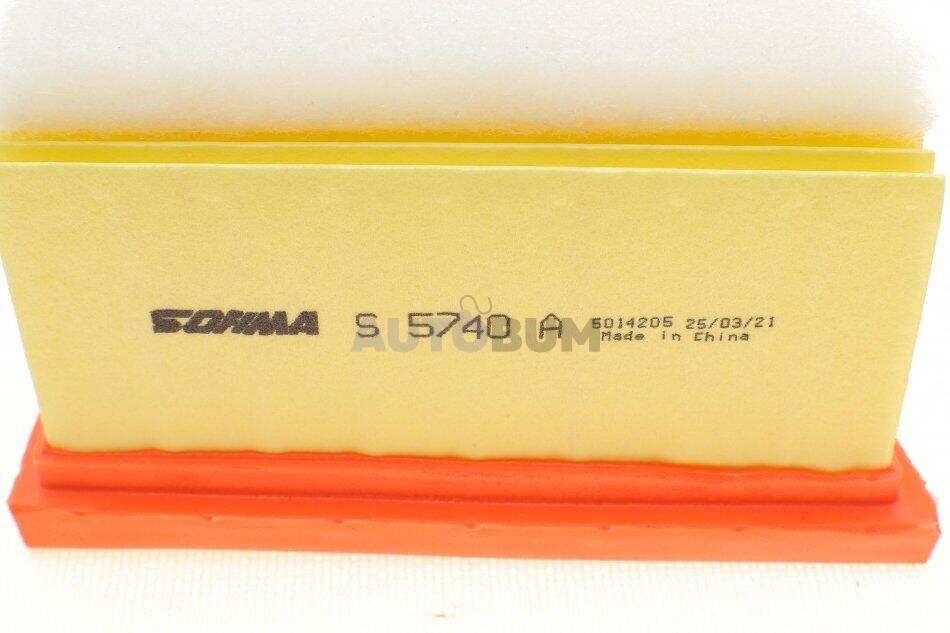 SOFIMA S 5740 A 5014205 25/03/21
Made in China
AUTOBUM